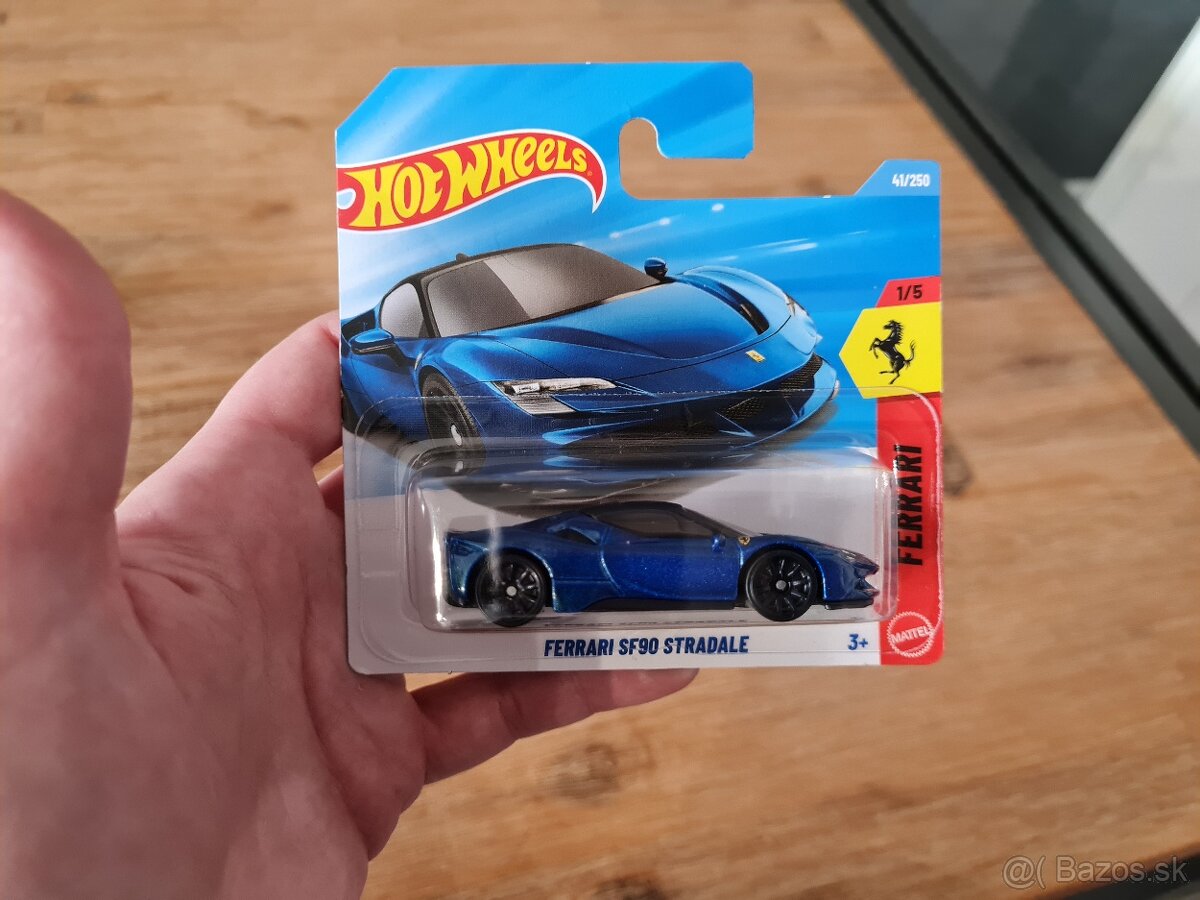 HOT WHEELS
41/250
1/5
FERRARI
FERRARI SF90 STRADALE
3+
MATTEL
@( Bazos.sk